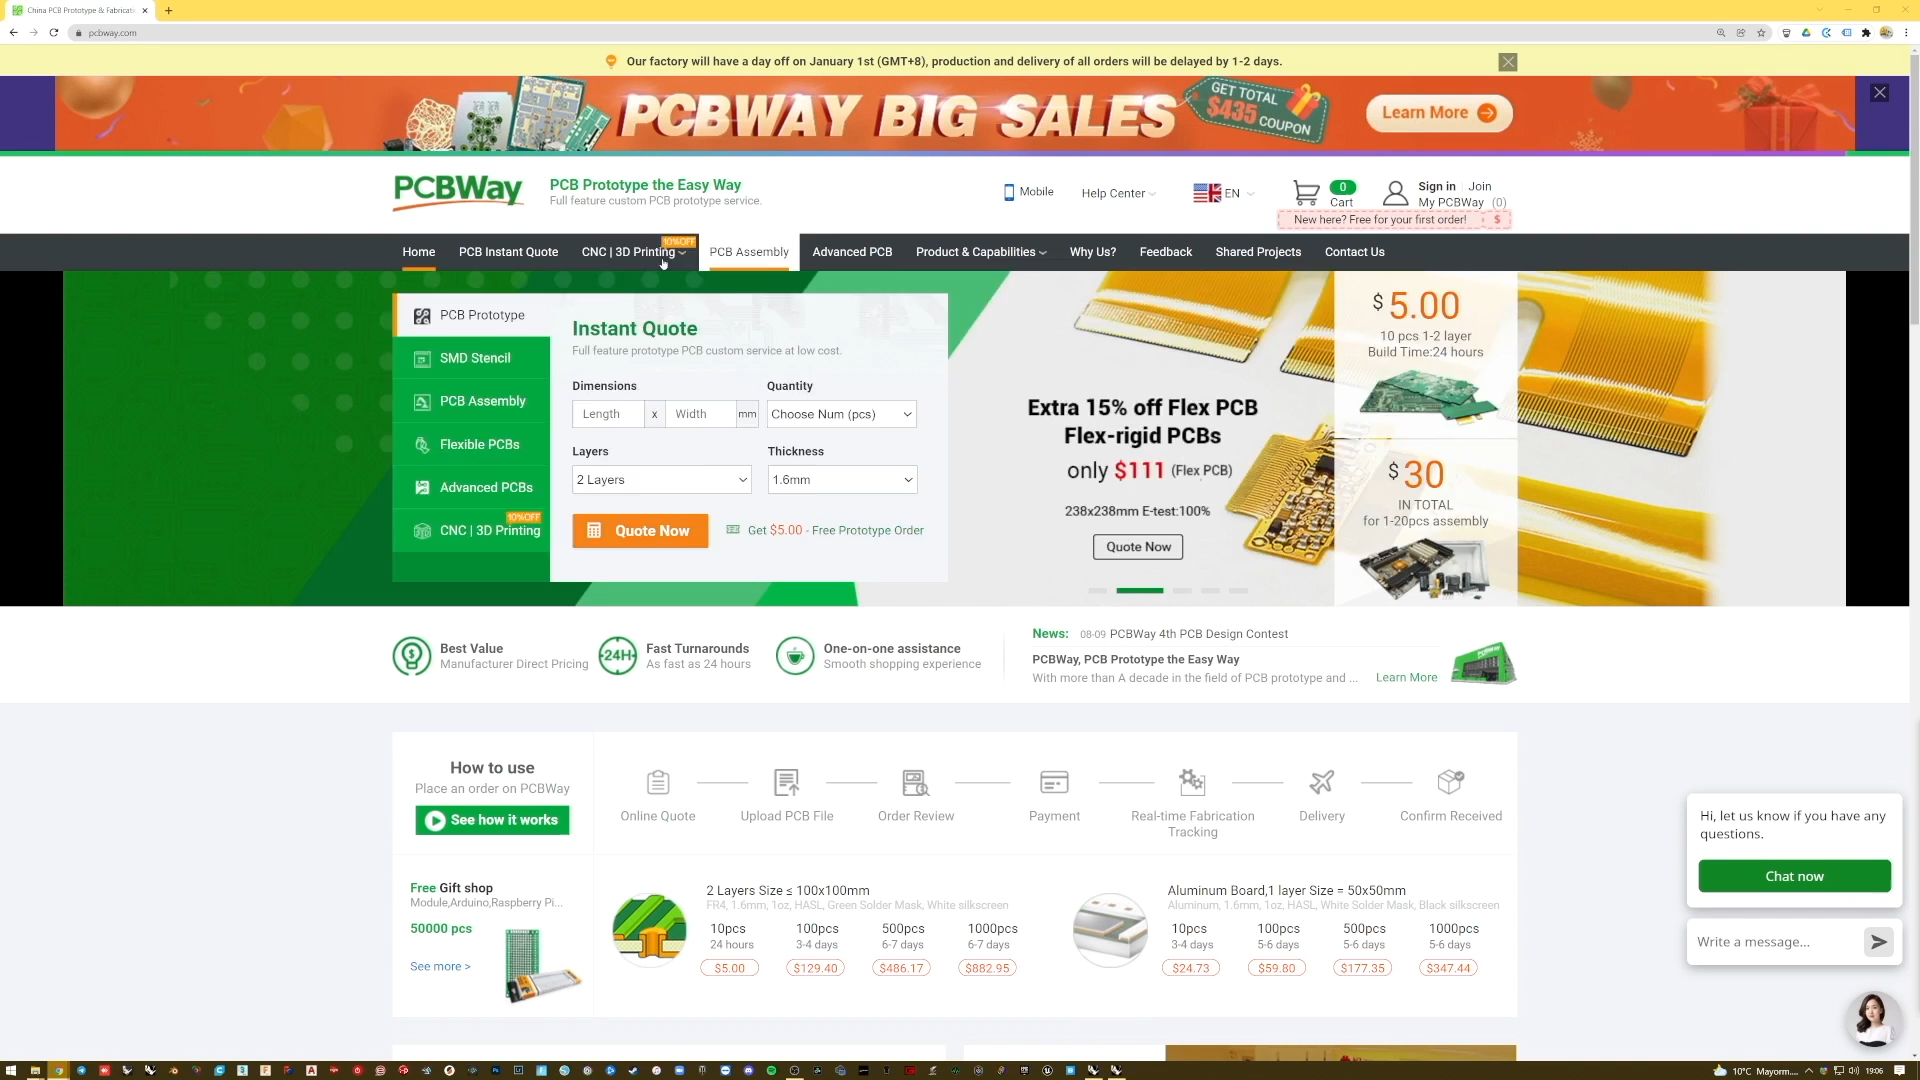 China PCB Prototype & Fabricati
pcbway.com
Our factory will have a day off on January 1st (GMT+8), production and delivery of all orders will be delayed by 1-2 days.
PCBWAY BIG SALES
GET TOTAL
$435
COUPON
Learn More
PCBWay
PCB Prototype the Easy Way
Full feature custom PCB prototype service.
Mobile
Help Center
EN
0
Cart
Sign in
Join
My PCBWay (0)
New here? Free for your first order! $
10%OFF
Home
PCB Instant Quote
CNC | 3D Printing
PCB Assembly
Advanced PCB
Product & Capabilities
Why Us?
Feedback
Shared Projects
Contact Us
PCB Prototype
SMD Stencil
PCB Assembly
Flexible PCBs
Advanced PCBs
10%OFF
CNC | 3D Printing
Instant Quote
Full feature prototype PCB custom service at low cost.
Dimensions
Quantity
Length
x
Width
mm
Choose Num (pcs)
Layers
Thickness
2 Layers
1.6mm
Quote Now
Get $5.00 - Free Prototype Order
Extra 15% off Flex PCB
Flex-rigid PCBs
only $111 (Flex PCB)
238x238mm E-test:100%
Quote Now
$ 5.00
10 pcs 1-2 layer
Build Time:24 hours
$ 30
IN TOTAL
for 1-20pcs assembly
Best Value
Manufacturer Direct Pricing
24H
Fast Turnarounds
As fast as 24 hours
One-on-one assistance
Smooth shopping experience
News: 08-09 PCBWay 4th PCB Design Contest
PCBWay, PCB Prototype the Easy Way
With more than A decade in the field of PCB prototype and ...
Learn More
How to use
Place an order on PCBWay
See how it works
Online Quote
Upload PCB File
Order Review
Payment
Real-time Fabrication
Tracking
Delivery
Confirm Received
Free Gift shop
Module,Arduino,Raspberry Pi...
50000 pcs
See more >
2 Layers Size ≤ 100x100mm
FR4, 1.6mm, 1oz, HASL, Green Solder Mask, White silkscreen
10pcs
100pcs
500pcs
1000pcs
24 hours
3-4 days
6-7 days
6-7 days
$5.00
$129.40
$486.17
$882.95
Aluminum Board,1 layer Size = 50x50mm
Aluminum, 1.6mm, 1oz, HASL, White Solder Mask, Black silkscreen
10pcs
100pcs
500pcs
1000pcs
3-4 days
5-6 days
5-6 days
5-6 days
$24.73
$59.80
$177.35
$347.44
Hi, let us know if you have any
questions.
Chat now
Write a message...
10°C Mayorm....
19:06